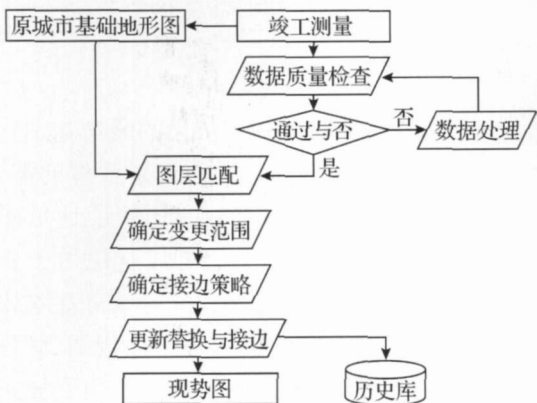 原城市基础地形图
竣工测量
数据质量检查
通过与否
否
数据处理
是
图层匹配
确定变更范围
确定接边策略
更新替换与接边
现势图
历史库